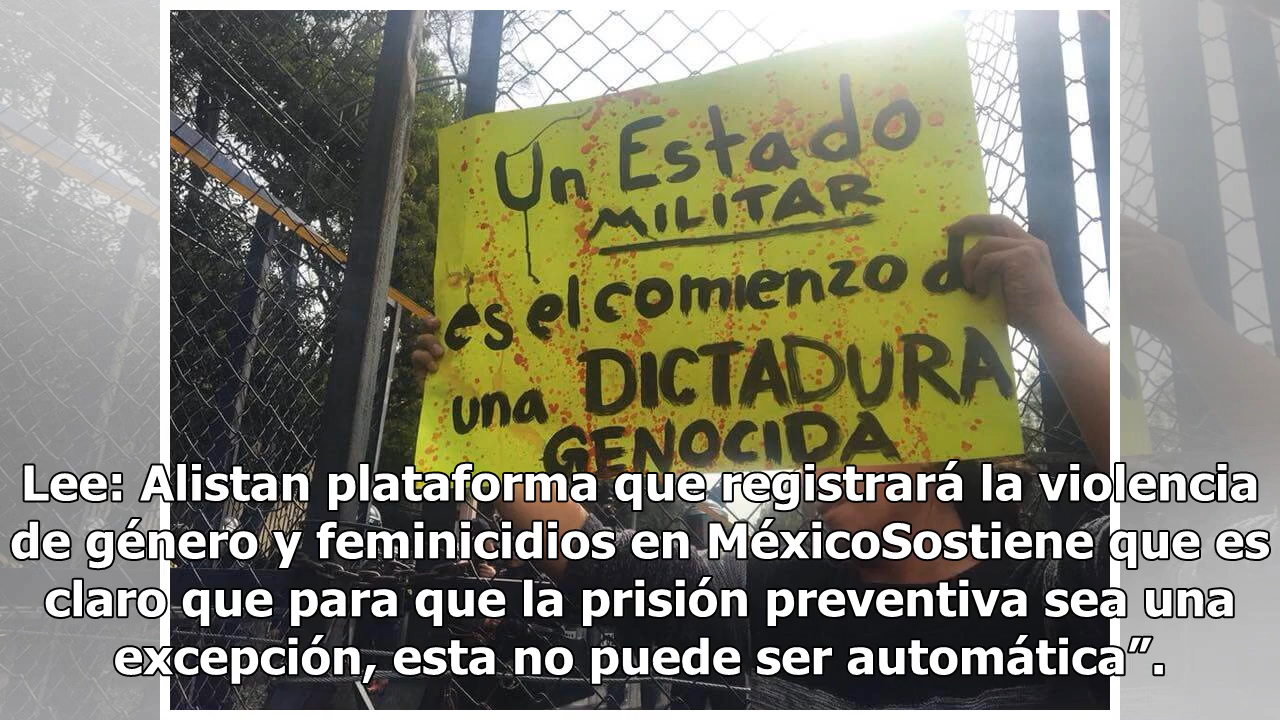 Un Estado
MILITAR
es el comienzo d
una DICTADURA
GENOCIDA
Lee: Alistan plataforma que registrará la violencia
de género y feminicidios en MéxicoSostiene que es
claro que para que la prisión preventiva sea una
excepción, esta no puede ser automática”.